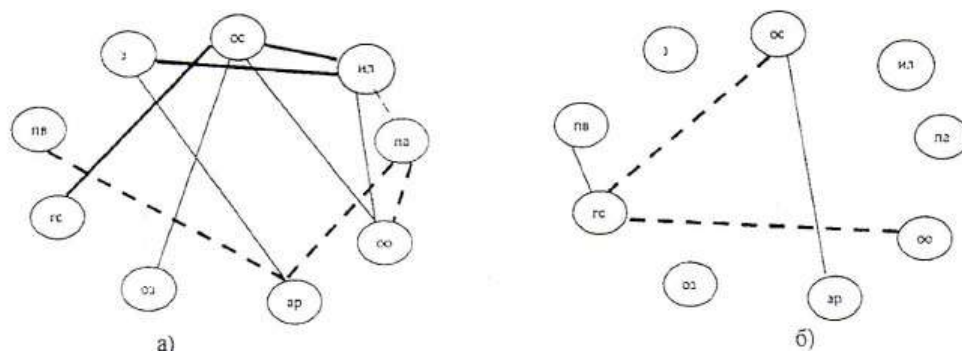 ос
ил
па
оо
ар
оз
гс
пв
а)
ос
ил
па
оо
ар
оз
гс
пв
б)